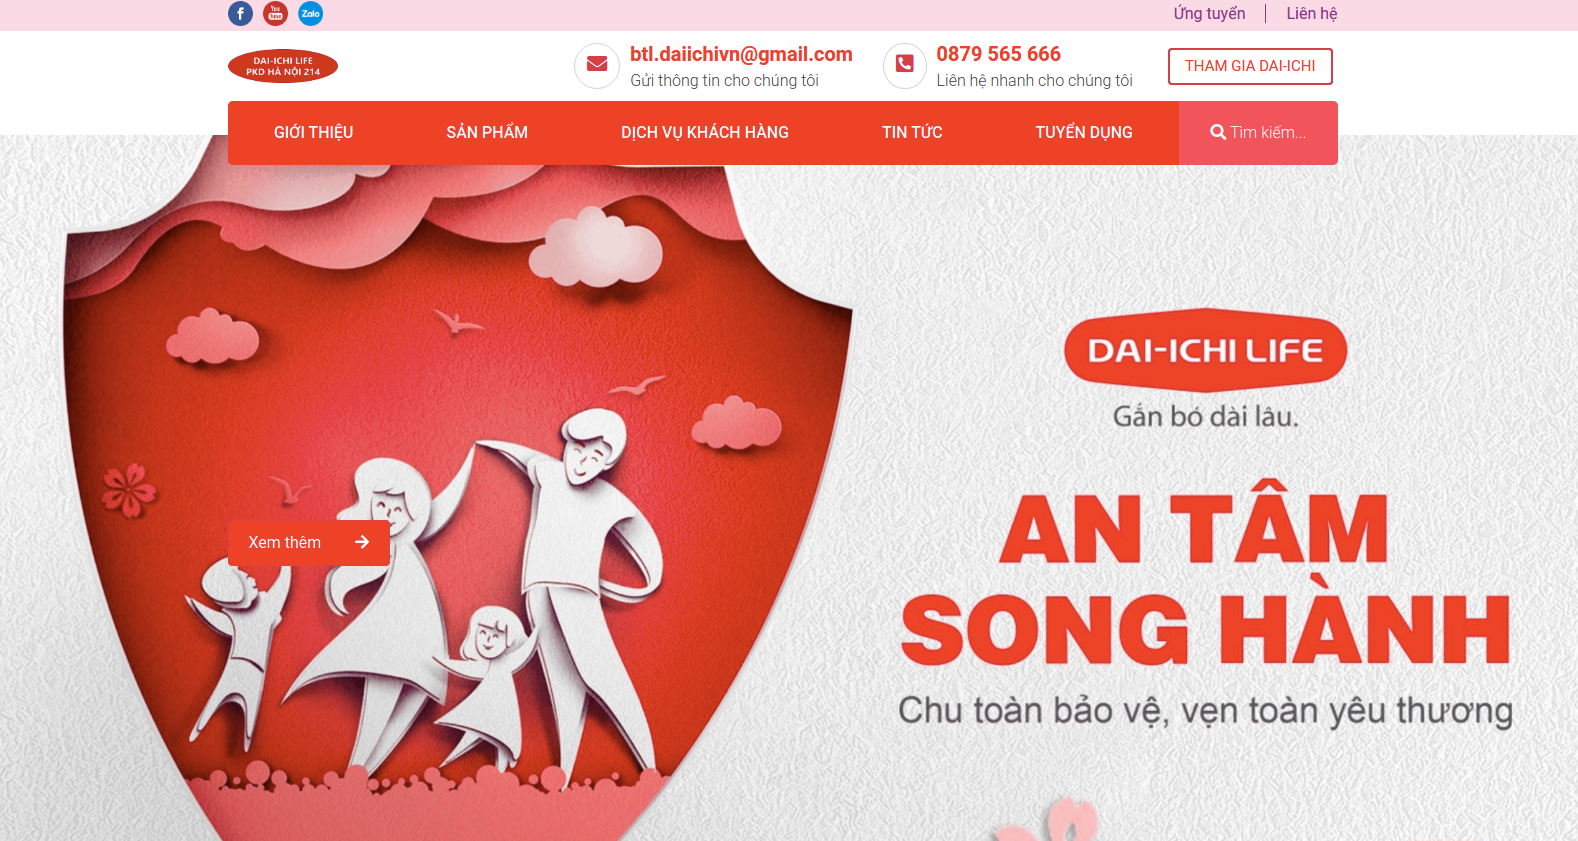 f
You Tube
Zalo
Ứng tuyển
Liên hệ
DAI-ICHI LIFE
PKD HÀ NỘI 214
btl.daiichivn@gmail.com
Gửi thông tin cho chúng tôi
0879 565 666
Liên hệ nhanh cho chúng tôi
THAM GIA DAI-ICHI
GIỚI THIỆU
SẢN PHẨM
DỊCH VỤ KHÁCH HÀNG
TIN TỨC
TUYỂN DỤNG
Tìm kiếm...
DAI-ICHI LIFE
Gắn bó dài lâu.
AN TÂM
SONG HÀNH
Chu toàn bảo vệ, vẹn toàn yêu thương
Xem thêm